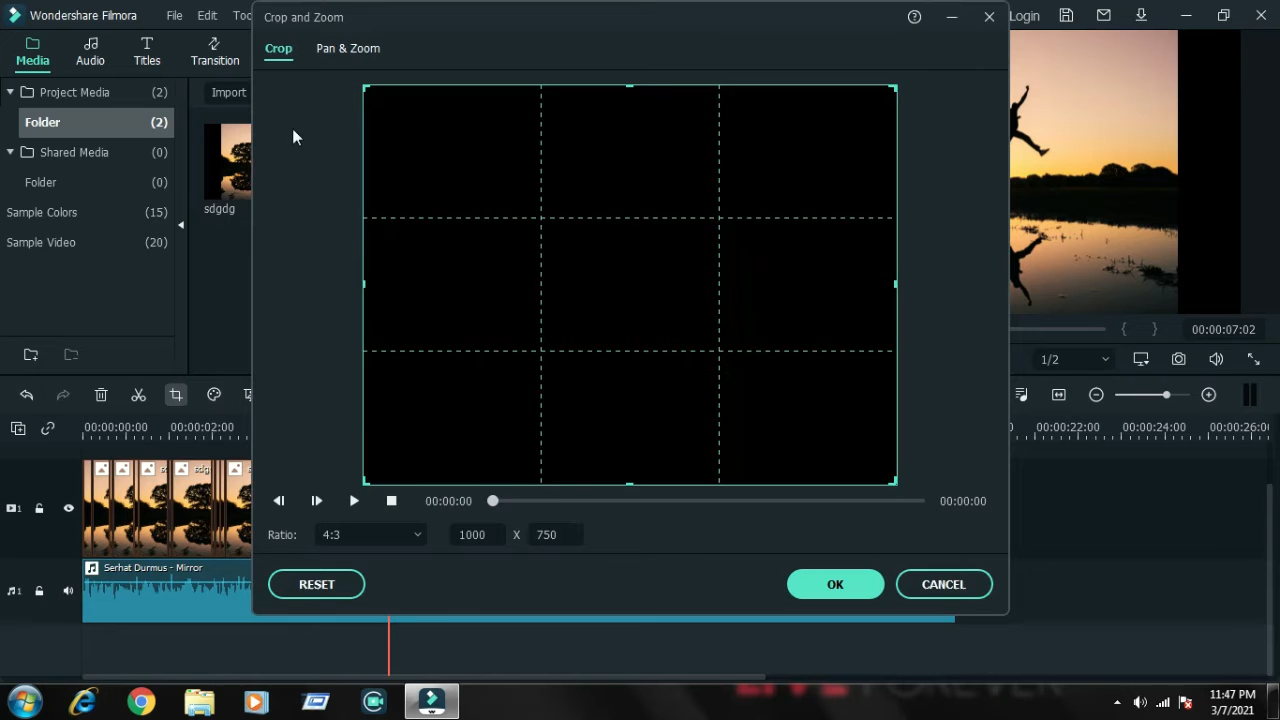 Wondershare Filmora
File
Edit
Crop and Zoom
Login
Media
Audio
Titles
Transition
Crop
Pan & Zoom
Project Media (2)
Folder (2)
Shared Media (0)
Folder (0)
Sample Colors (15)
Sample Video (20)
Import
sdgdg
00:00:07:02
1/2
00:00:00:00
00:00:02:00
00:00:22:00
00:00:24:00
00:00:26:0
Serhat Durmus - Mirror
00:00:00
00:00:00
Ratio:
4:3
1000 X 750
RESET
OK
CANCEL
11:47 PM
3/7/2021